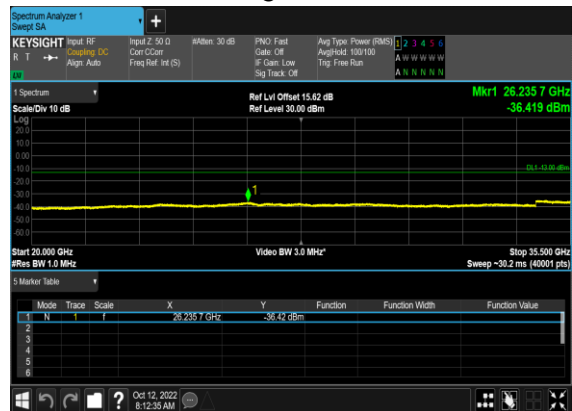 Spectrum Analyzer 1
Swept SA
+
KEYSIGHT Input: RF Input Z: 50 Ω #Atten: 30 dB PNO: Fast Avg Type: Power (RMS) 1 2 3 4 5 6
R T Coupling: DC Corr CCorr Gate: Off Avg|Hold: 100/100 A W W W W W
Align: Auto Freq Ref: Int (S) IF Gain: Low Trig: Free Run
Sig Track: Off A N N N N N
1 Spectrum Ref Lvl Offset 15.62 dB Mkr1 26.235 7 GHz
Scale/Div 10 dB Ref Level 30.00 dBm -36.419 dBm
Log
20.0
10.0
0.00
-10.0
DL1 -13.00 dBm
-20.0
-30.0
1
-40.0
-50.0
-60.0
Start 20.000 GHz Video BW 3.0 MHz* Stop 35.500 GHz
#Res BW 1.0 MHz Sweep ~30.2 ms (40001 pts)
5 Marker Table
Mode Trace Scale X Y Function Function Width Function Value
1 N 1 f 26.235 7 GHz -36.42 dBm
2
3
4
5
6
? Oct 12, 2022
8:12:35 AM